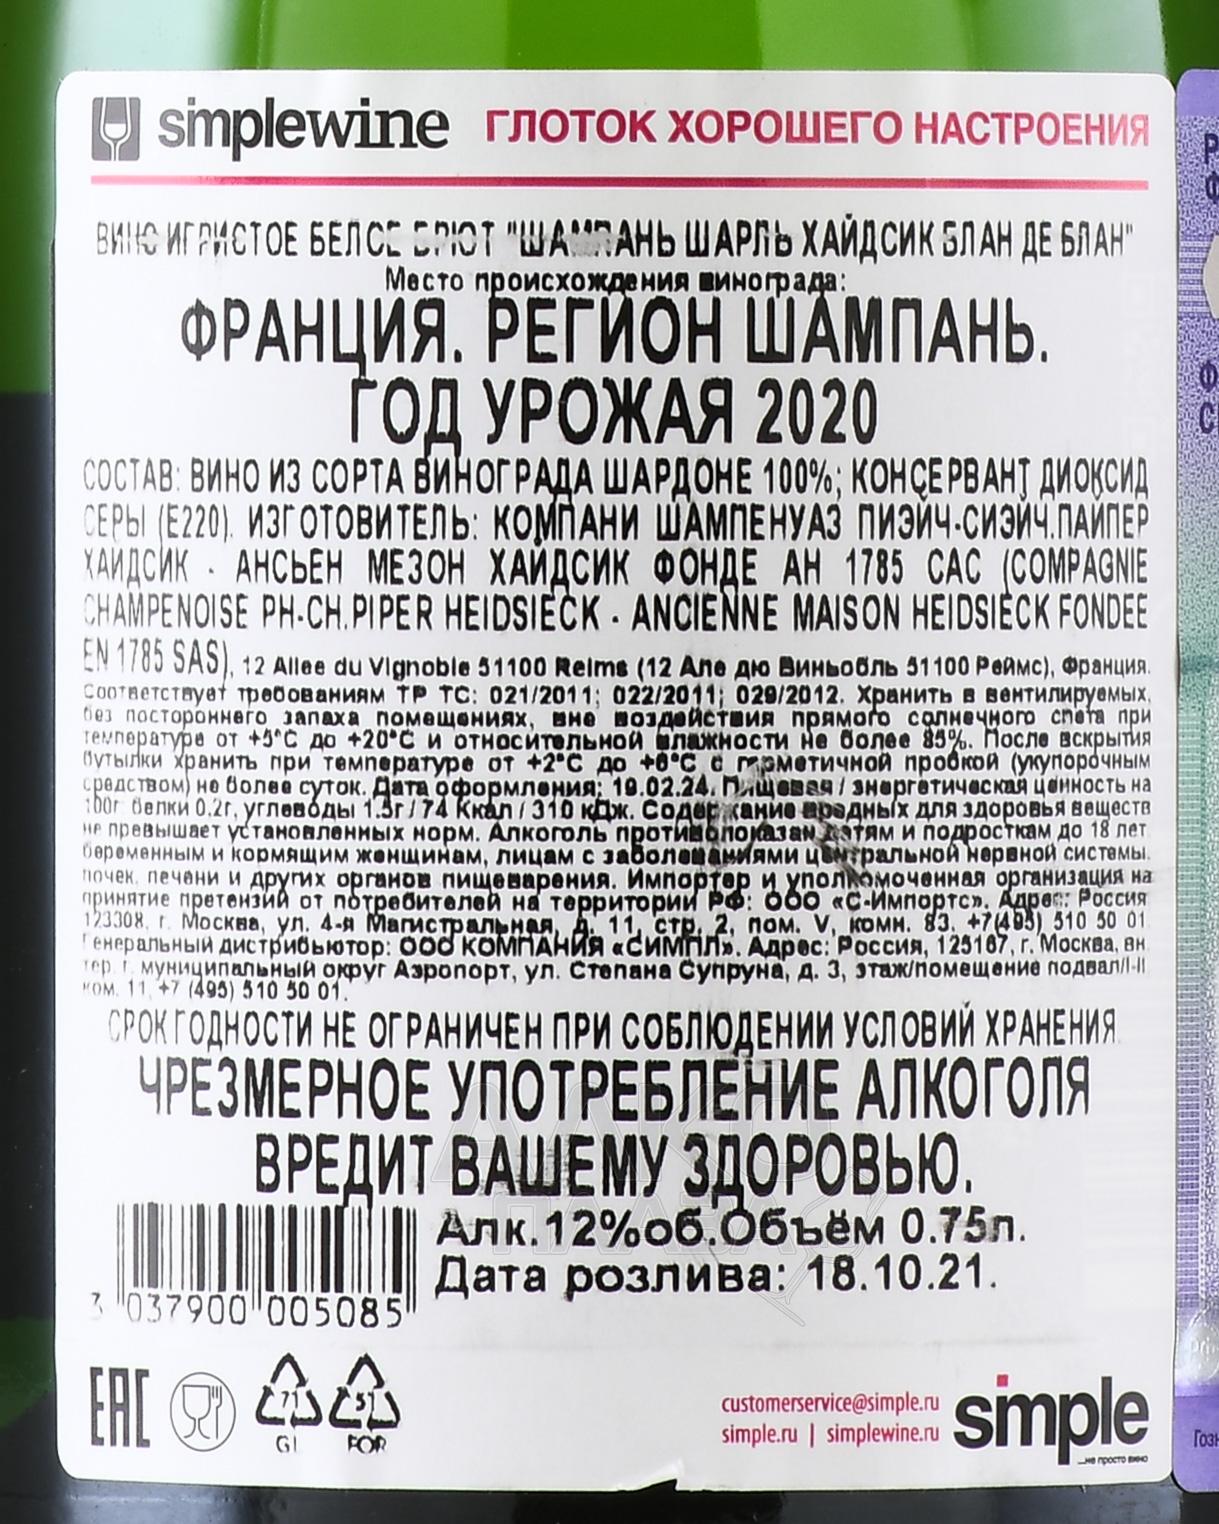 simplewine ГЛОТОК ХОРОШЕГО НАСТРОЕНИЯ
ВИНО ИГРИСТОЕ БЕЛОЕ БРЮТ "ШАМПАНЬ ШАРЛЬ ХАЙДСИК БЛАН ДЕ БЛАН"
Место происхождения винограда:
ФРАНЦИЯ. РЕГИОН ШАМПАНЬ.
ГОД УРОЖАЯ 2020
СОСТАВ: ВИНО ИЗ СОРТА ВИНОГРАДА ШАРДОНЕ 100%; КОНСЕРВАНТ ДИОКСИД
СЕРЫ (Е220). ИЗГОТОВИТЕЛЬ: КОМПАНИ ШАМПЕНУАЗ ПИЭЙЧ-СИЭЙЧ.ПАЙПЕР
ХАЙДСИК - АНСЬЕН МЕЗОН ХАЙДСИК ФОНДЕ АН 1785 САС (COMPAGNIE
CHAMPENOISE PH-CH.PIPER HEIDSIECK - ANCIENNE MAISON HEIDSIECK FONDEE
EN 1785 SAS), 12 Allee du Vignoble 51100 Reims (12 Але дю Виньобль 51100 Реймс), Франция.
Соответствует требованиям ТР ТС: 021/2011; 022/2011; 029/2012. Хранить в вентилируемых,
без постороннего запаха помещениях, вне воздействия прямого солнечного света при
температуре от +5°С до +20°С и относительной влажности не более 85%. После вскрытия
бутылки хранить при температуре от +2°С до +6°С с герметичной пробкой (укупорочным
средством) не более суток. Дата оформления: 19.02.24. Пищевая / энергетическая ценность на
100г белки 0.2г, углеводы 1.5г / 74 Ккал / 310 кДж. Содержание вредных для здоровья веществ
не превышает установленных норм. Алкоголь противопоказан детям и подросткам до 18 лет,
беременным и кормящим женщинам, лицам с заболеваниями центральной нервной системы,
почек, печени и других органов пищеварения. Импортер и уполномоченная организация на
принятие претензий от потребителей на территории РФ: ООО «С-Импортс». Адрес: Россия
123308, г. Москва, ул. 4-я Магистральная, д. 11, стр. 2, пом. V, комн. 83, +7(495) 510 50 01
Генеральный дистрибьютор: ООО КОМПАНИЯ «СИМПЛ». Адрес: Россия, 125167, г. Москва, вн.
тер. г. муниципальный округ Аэропорт, ул. Степана Супруна, д. 3, этаж/помещение подвал/I-II
ком. 11, +7 (495) 510 50 01.
СРОК ГОДНОСТИ НЕ ОГРАНИЧЕН ПРИ СОБЛЮДЕНИИ УСЛОВИЙ ХРАНЕНИЯ.
ЧРЕЗМЕРНОЕ УПОТРЕБЛЕНИЕ АЛКОГОЛЯ
ВРЕДИТ ВАШЕМУ ЗДОРОВЬЮ.
Алк.12%об.Объём 0.75л.
Дата розлива: 18.10.21.
3 037900 005085
EAC
71 51
GL FOR
customerservice@simple.ru
simple.ru | simplewine.ru
simple
...не просто вино